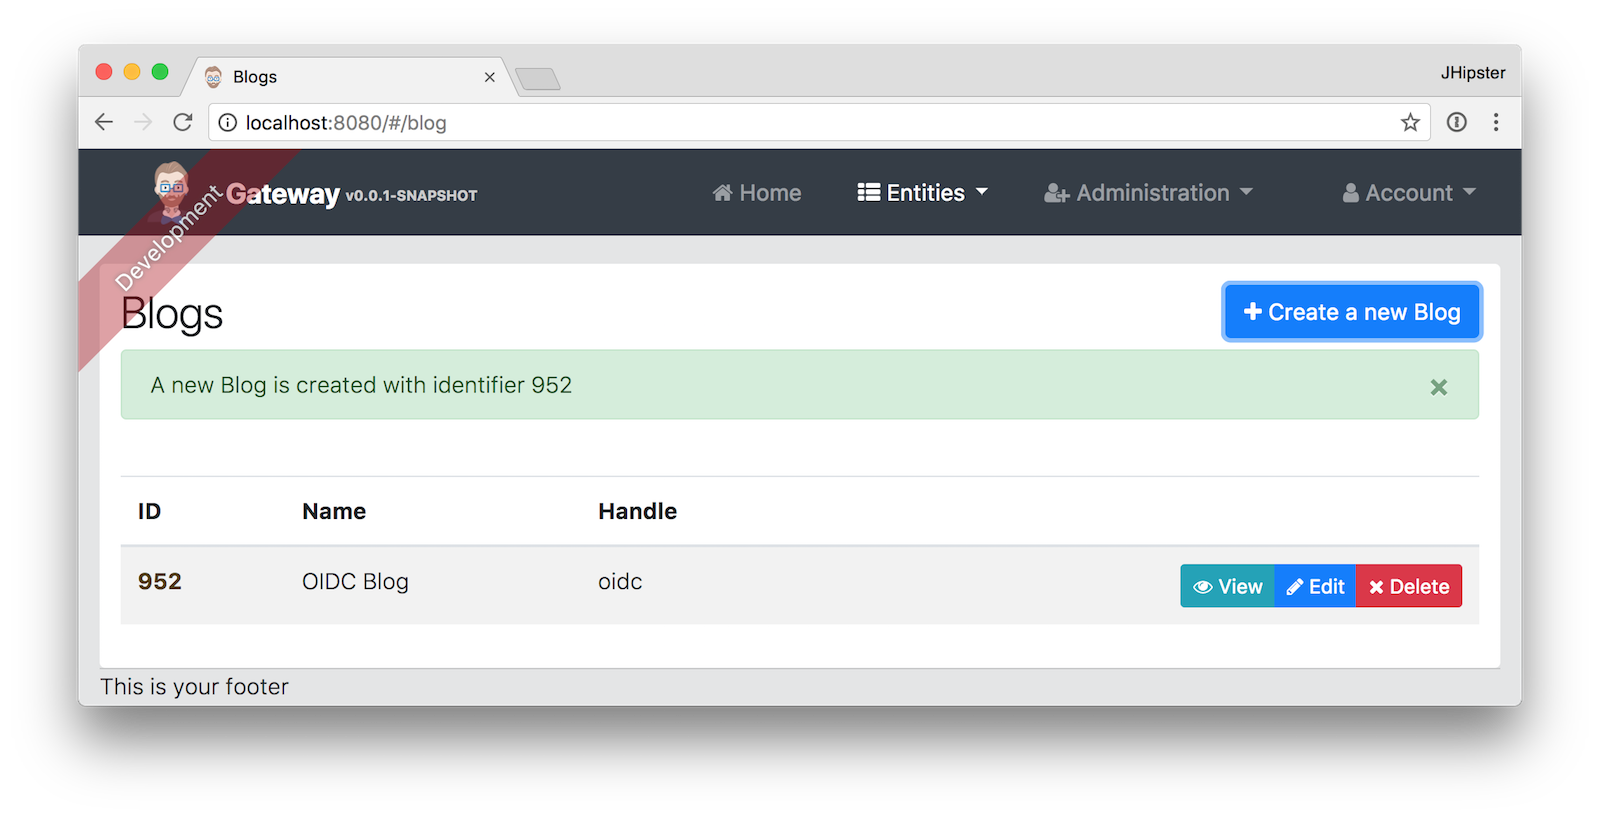 Blogs
JHipster
localhost:8080/#/blog
Development
Gateway v0.0.1-SNAPSHOT
Home
Entities
Administration
Account
Blogs
Create a new Blog
A new Blog is created with identifier 952
ID Name Handle
952 OIDC Blog oidc View Edit Delete
This is your footer